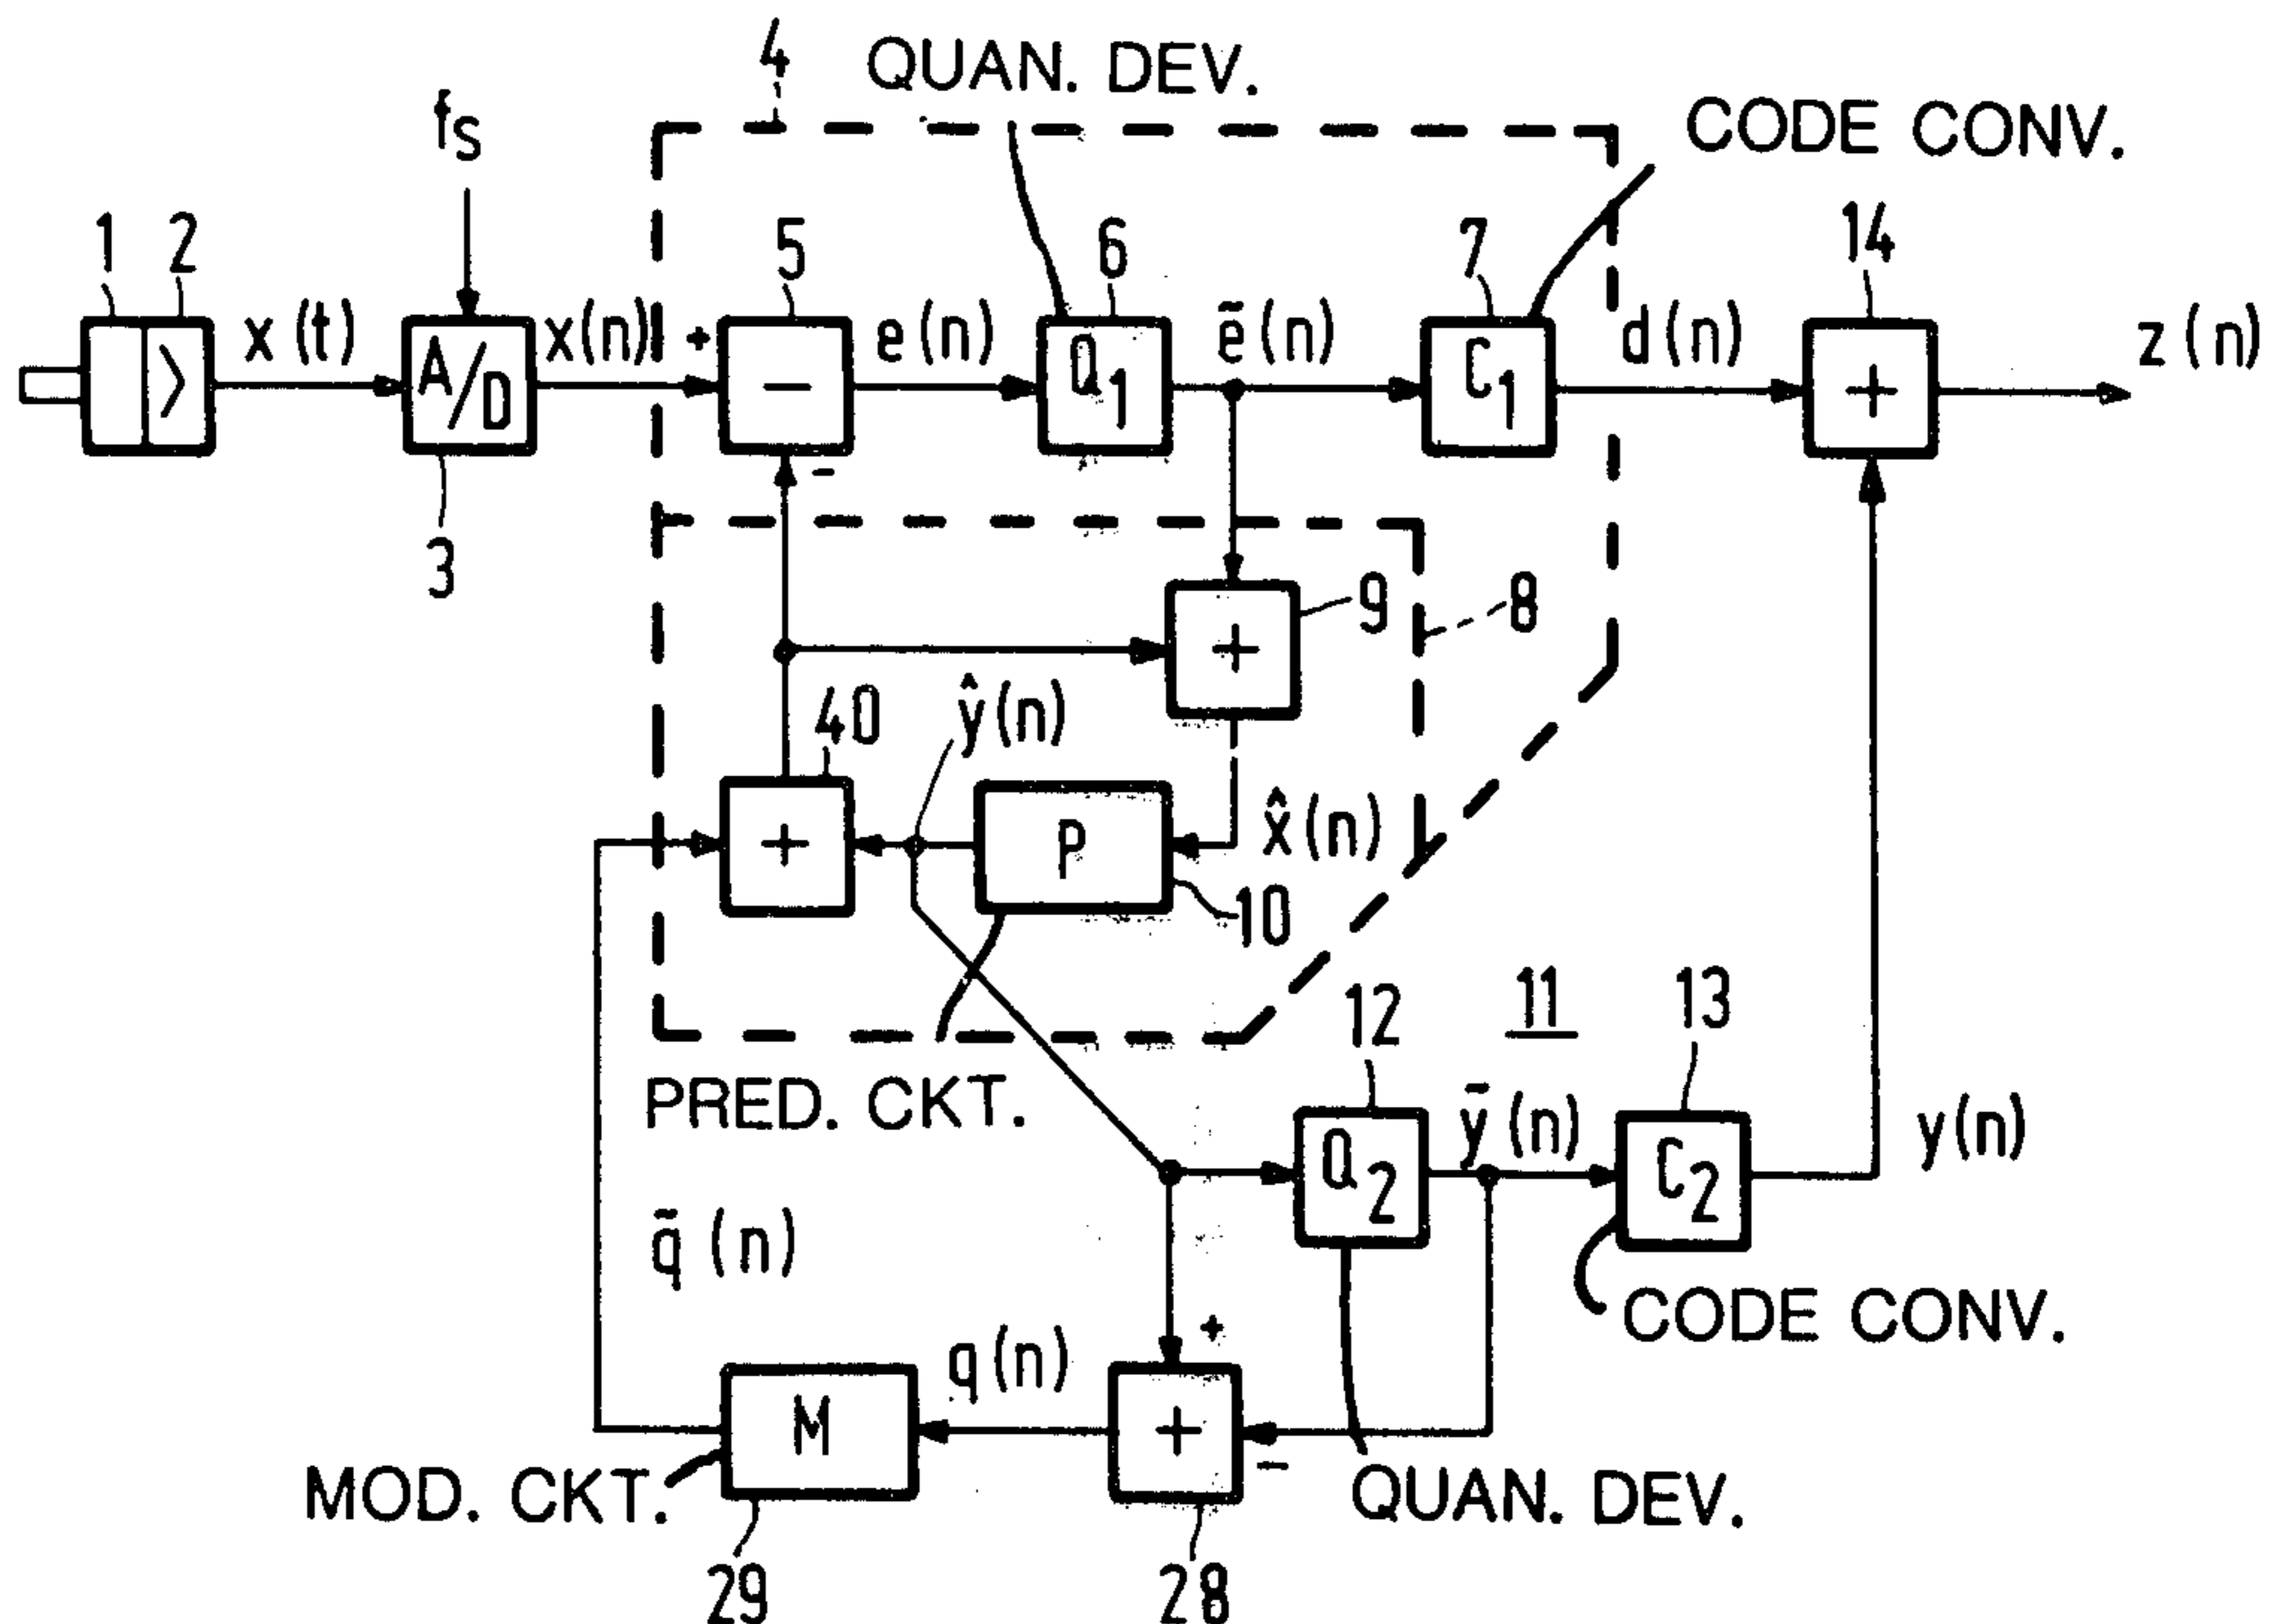 4 QUAN. DEV.
fS
CODE CONV.
1 2 5 6 7 14
x(t) x(n) + e(n) ē(n) d(n) z(n)
> A/D − Q1 C1 +
-
3
9 8
+
40 ŷ(n)
+ P x̂(n)
10
12 11 13
PRED. CKT.
ȳ(n) y(n)
Q2 C2
q̄(n)
CODE CONV.
+
q(n)
M +
-
MOD. CKT. QUAN. DEV.
29 28